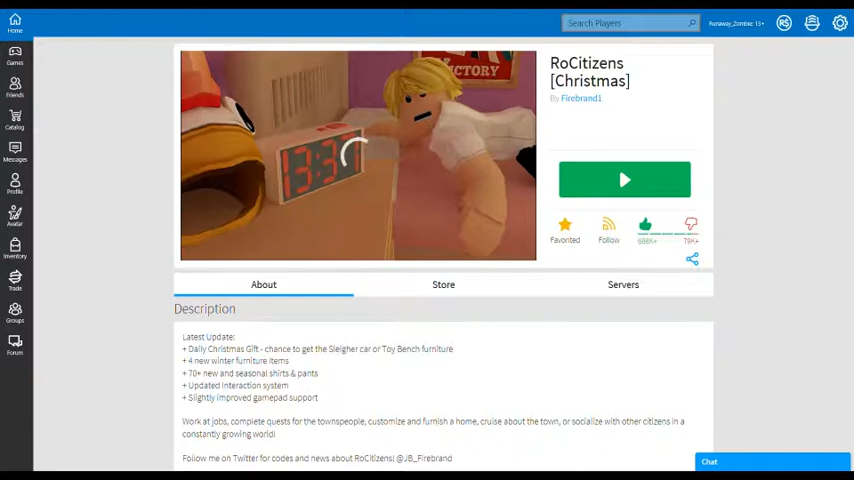 Search Players
Runaway_Zombie: 13+
R$
Home
Games
Friends
Catalog
Messages
Profile
Avatar
Inventory
Trade
Groups
Forum
VICTORY
13:37
RoCitizens
[Christmas]
By Firebrand1
Favorited
Follow
688K+
79K+
About
Store
Servers
Description
Latest Update:
+ Daily Christmas Gift - chance to get the Sleigher car or Toy Bench furniture
+ 4 new winter furniture items
+ 70+ new and seasonal shirts & pants
+ Updated Interaction system
+ Slightly improved gamepad support
Work at jobs, complete quests for the townspeople, customize and furnish a home, cruise about the town, or socialize with other citizens in a
constantly growing world!
Follow me on Twitter for codes and news about RoCitizens! @JB_Firebrand
Chat